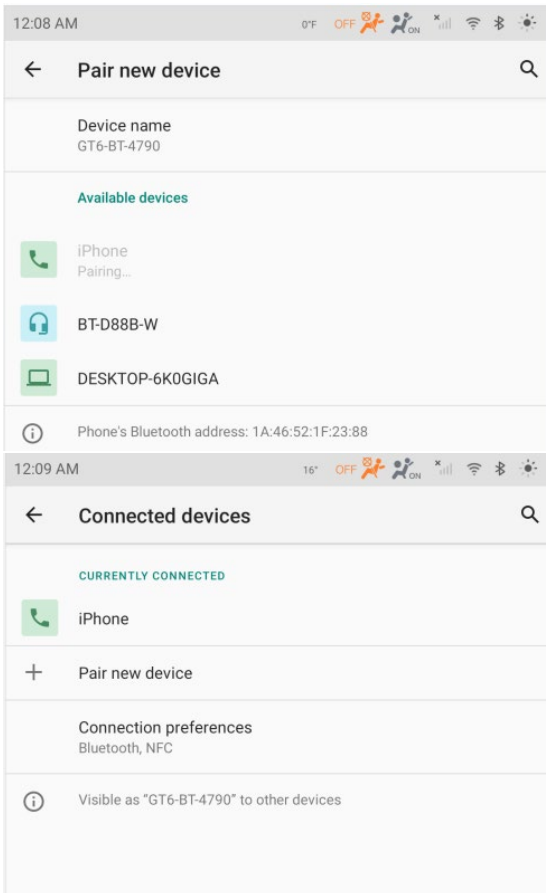 12:08 AM 0°F OFF ON
Pair new device
Device name
GT6-BT-4790
Available devices
iPhone
Pairing...
BT-D88B-W
DESKTOP-6K0GIGA
Phone's Bluetooth address: 1A:46:52:1F:23:88
12:09 AM 16° OFF ON
Connected devices
CURRENTLY CONNECTED
iPhone
Pair new device
Connection preferences
Bluetooth, NFC
Visible as “GT6-BT-4790” to other devices